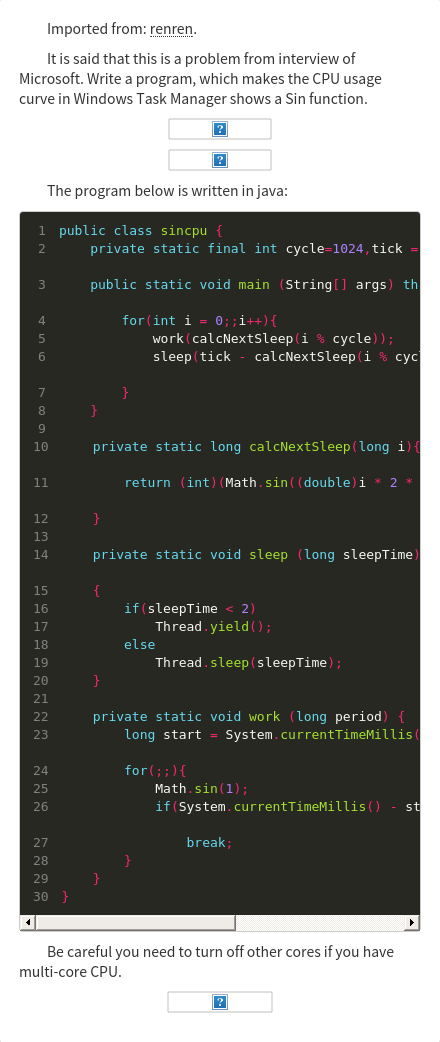 Imported from: renren.
It is said that this is a problem from interview of
Microsoft. Write a program, which makes the CPU usage
curve in Windows Task Manager shows a Sin function.
The program below is written in java:
1 public class sincpu {
2 private static final int cycle=1024,tick =
3 public static void main (String[] args) th
4 for(int i = 0;;i++){
5 work(calcNextSleep(i % cycle));
6 sleep(tick - calcNextSleep(i % cycl
7 }
8 }
9
10 private static long calcNextSleep(long i){
11 return (int)(Math.sin((double)i * 2 *
12 }
13
14 private static void sleep (long sleepTime)
15 {
16 if(sleepTime < 2)
17 Thread.yield();
18 else
19 Thread.sleep(sleepTime);
20 }
21
22 private static void work (long period) {
23 long start = System.currentTimeMillis(
24 for(;;){
25 Math.sin(1);
26 if(System.currentTimeMillis() - st
27 break;
28 }
29 }
30 }
Be careful you need to turn off other cores if you have
multi-core CPU.